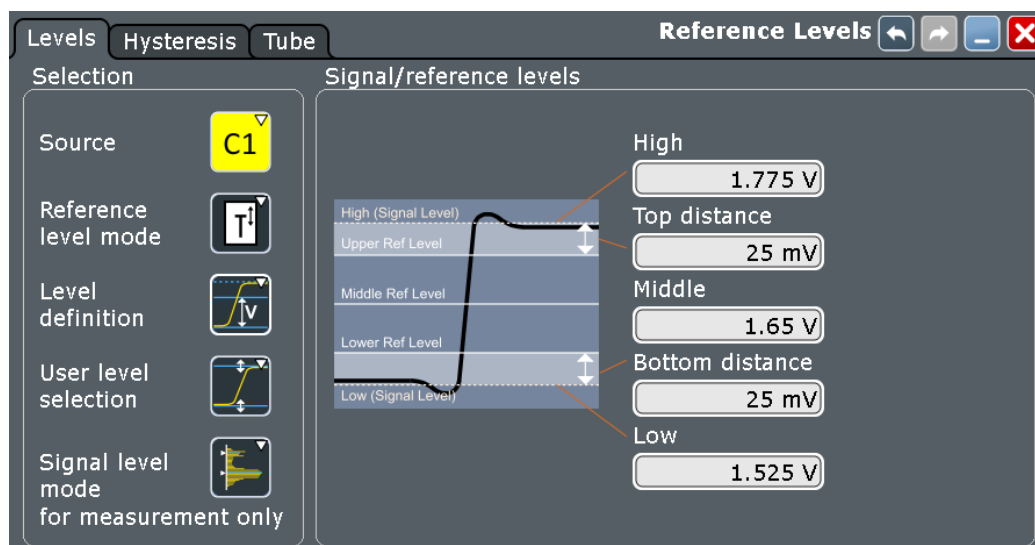 Levels Hysteresis Tube Reference Levels
Selection
Source
C1
Reference
level mode
T
Level
definition
V
User level
selection
Signal level
mode
for measurement only
Signal/reference levels
High (Signal Level)
Upper Ref Level
Middle Ref Level
Lower Ref Level
Low (Signal Level)
High
1.775 V
Top distance
25 mV
Middle
1.65 V
Bottom distance
25 mV
Low
1.525 V